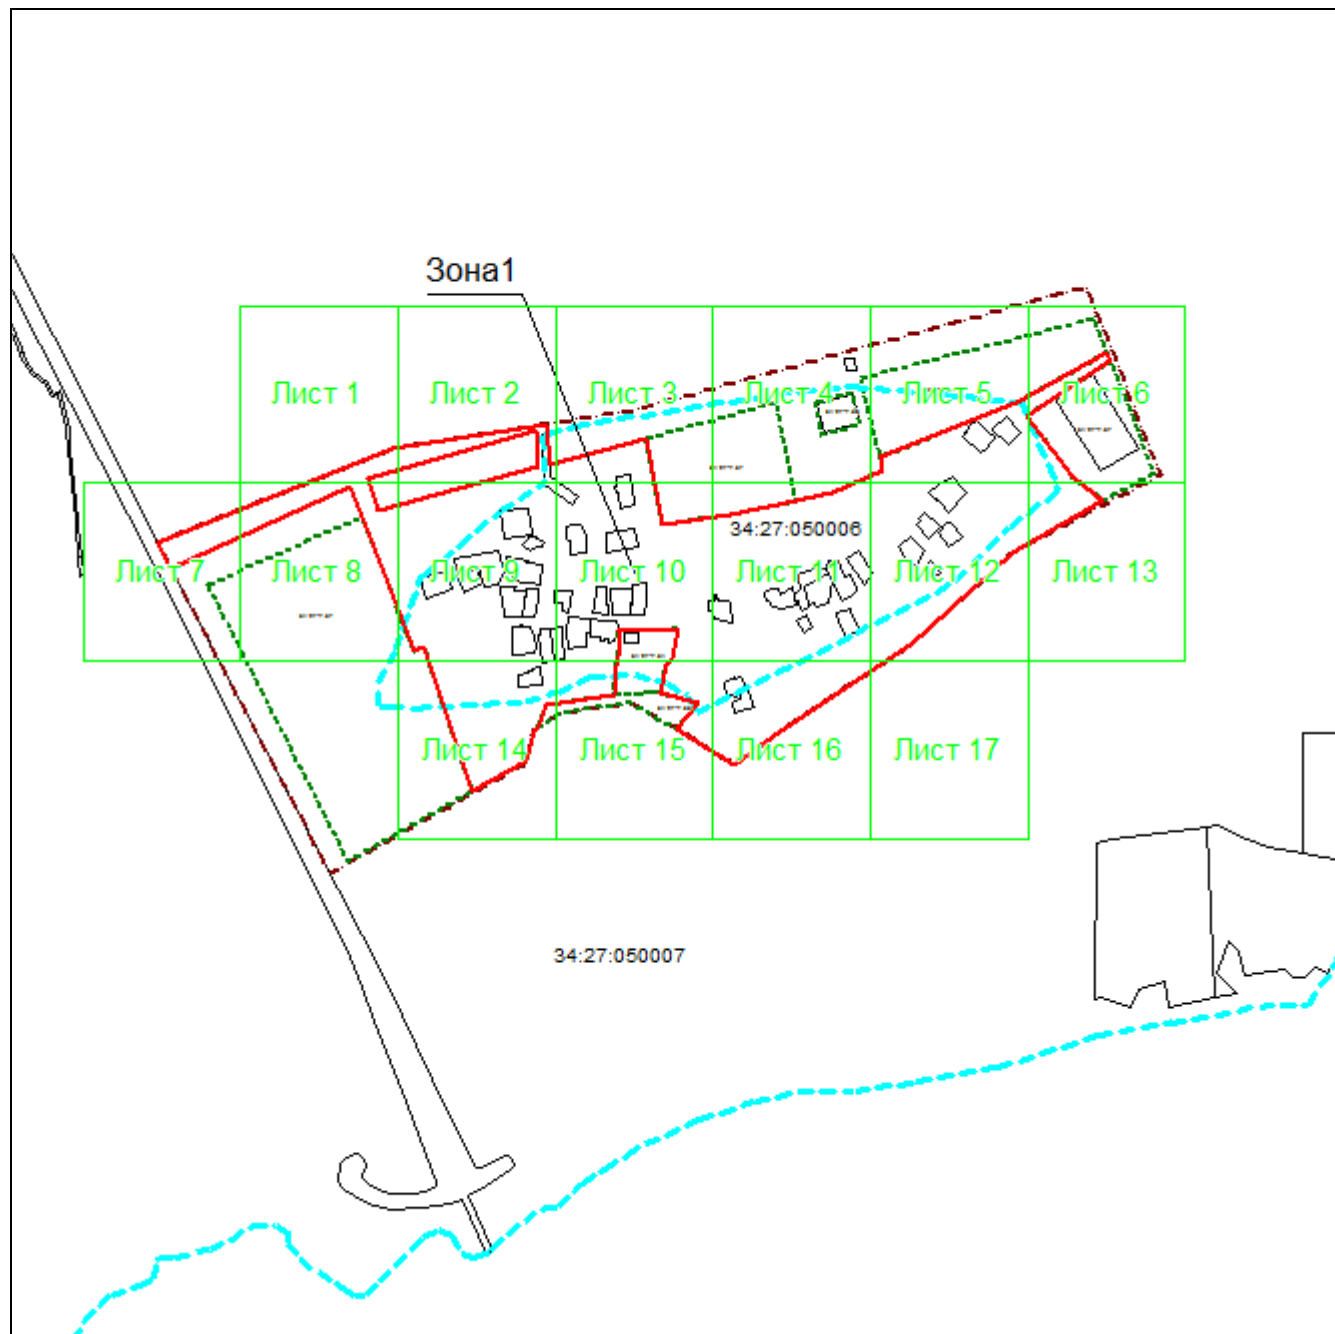 Зона1
Лист 1
Лист 2
Лист 3
Лист 4
Лист 5
Лист 6
34:27:050006
Лист 7
Лист 8
Лист 9
Лист 10
Лист 11
Лист 12
Лист 13
Лист 14
Лист 15
Лист 16
Лист 17
34:27:050007